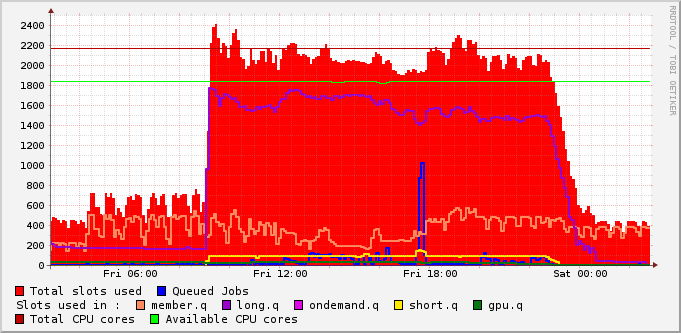 2400
2200
2000
1800
1600
1400
1200
1000
800
600
400
200
0
Fri 06:00 Fri 12:00 Fri 18:00 Sat 00:00
Total slots used Queued Jobs
Slots used in : member.q long.q ondemand.q short.q gpu.q
Total CPU cores Available CPU cores
RRDTOOL / TOBI OETIKER